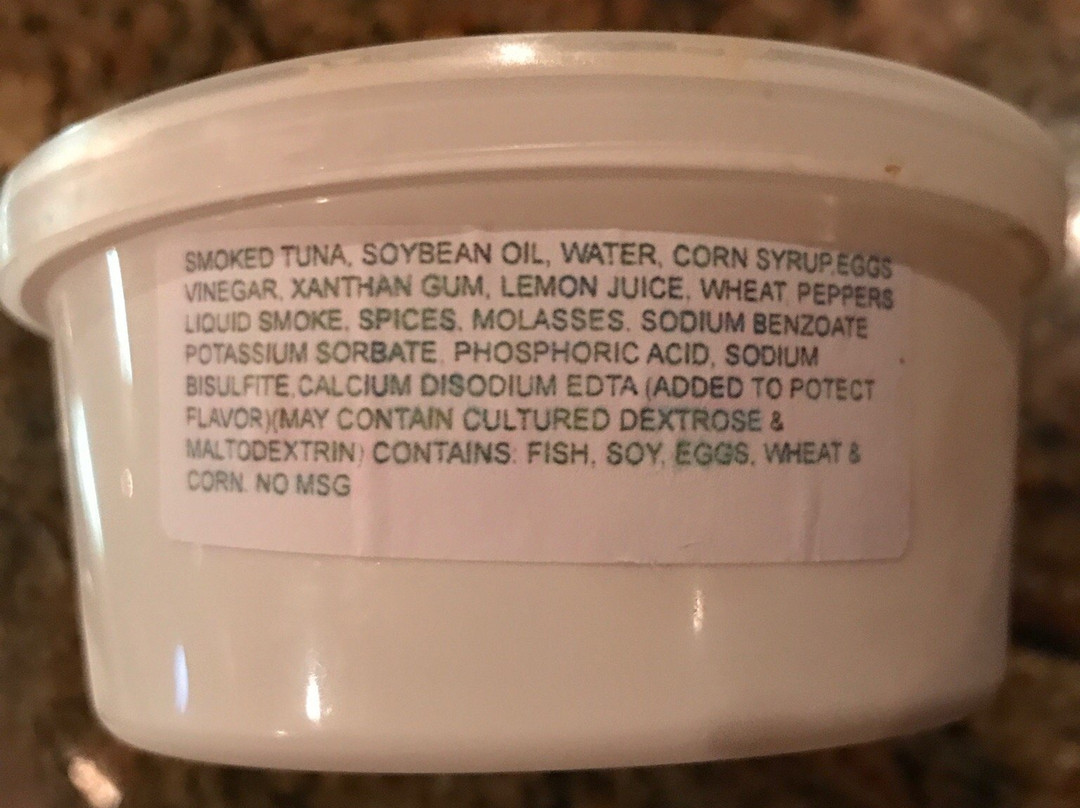 SMOKED TUNA, SOYBEAN OIL, WATER, CORN SYRUP,EGGS
VINEGAR, XANTHAN GUM, LEMON JUICE, WHEAT, PEPPERS
LIQUID SMOKE, SPICES, MOLASSES, SODIUM BENZOATE
POTASSIUM SORBATE, PHOSPHORIC ACID, SODIUM
BISULFITE,CALCIUM DISODIUM EDTA (ADDED TO POTECT
FLAVOR)(MAY CONTAIN CULTURED DEXTROSE &
MALTODEXTRIN) CONTAINS: FISH, SOY, EGGS, WHEAT &
CORN. NO MSG